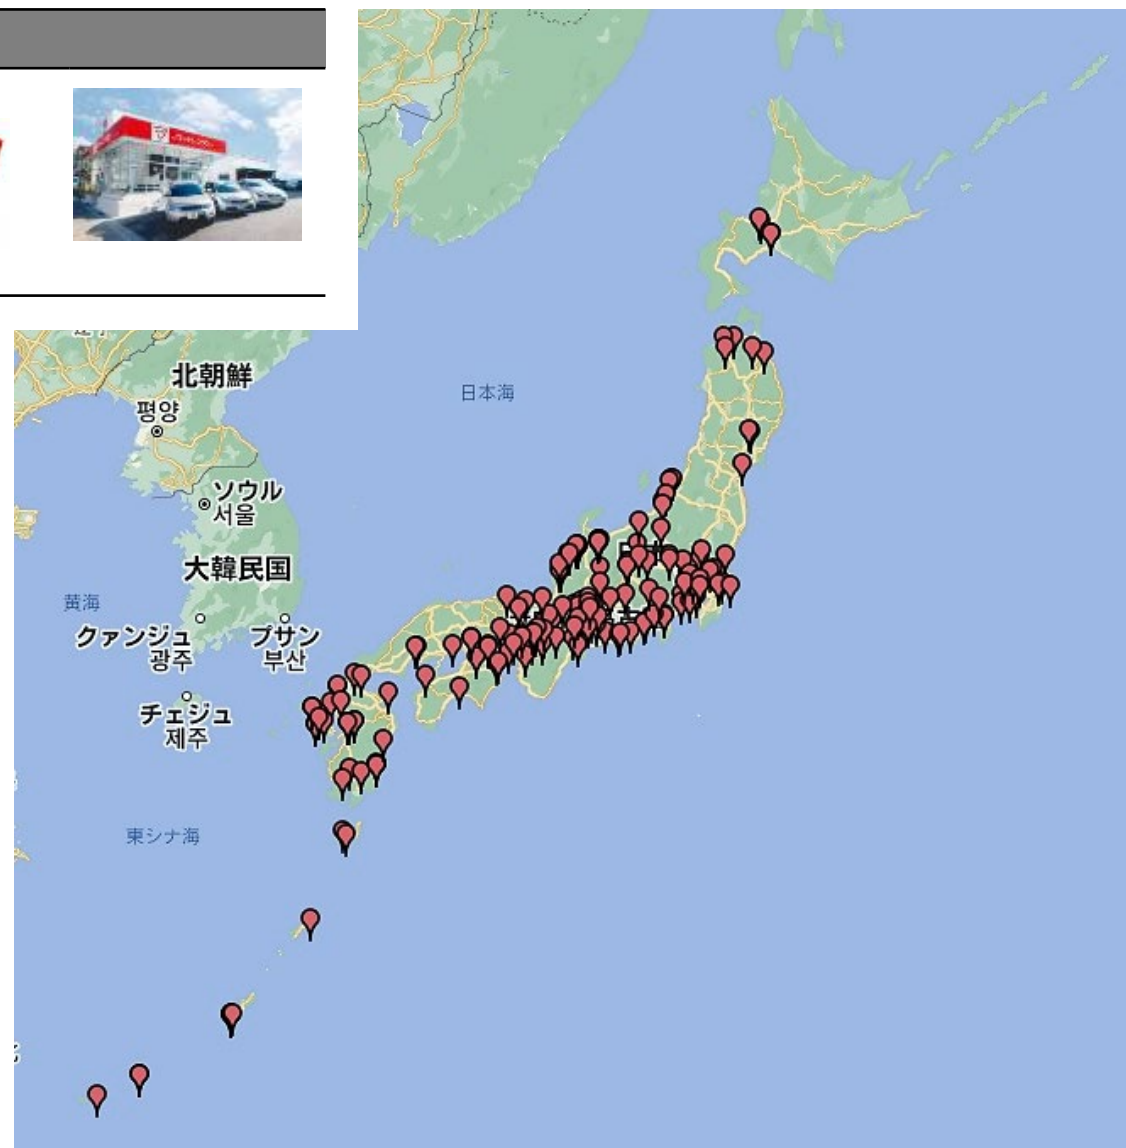 北朝鮮
평양
日本海
ソウル
서울
大韓民国
黄海
クァンジュ
광주
プサン
부산
チェジュ
제주
東シナ海